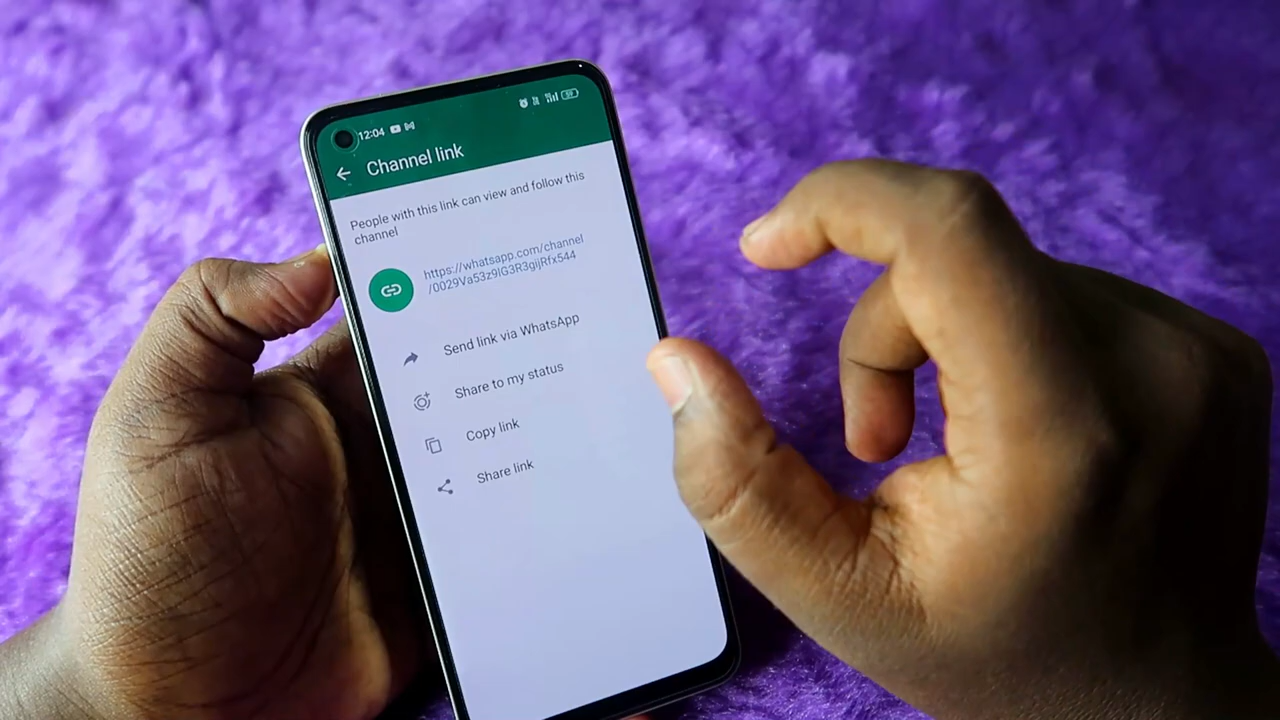 12:04
Channel link
People with this link can view and follow this
channel
https://whatsapp.com/channel
/0029Va53z9IG3R3gijRfx544
Send link via WhatsApp
Share to my status
Copy link
Share link